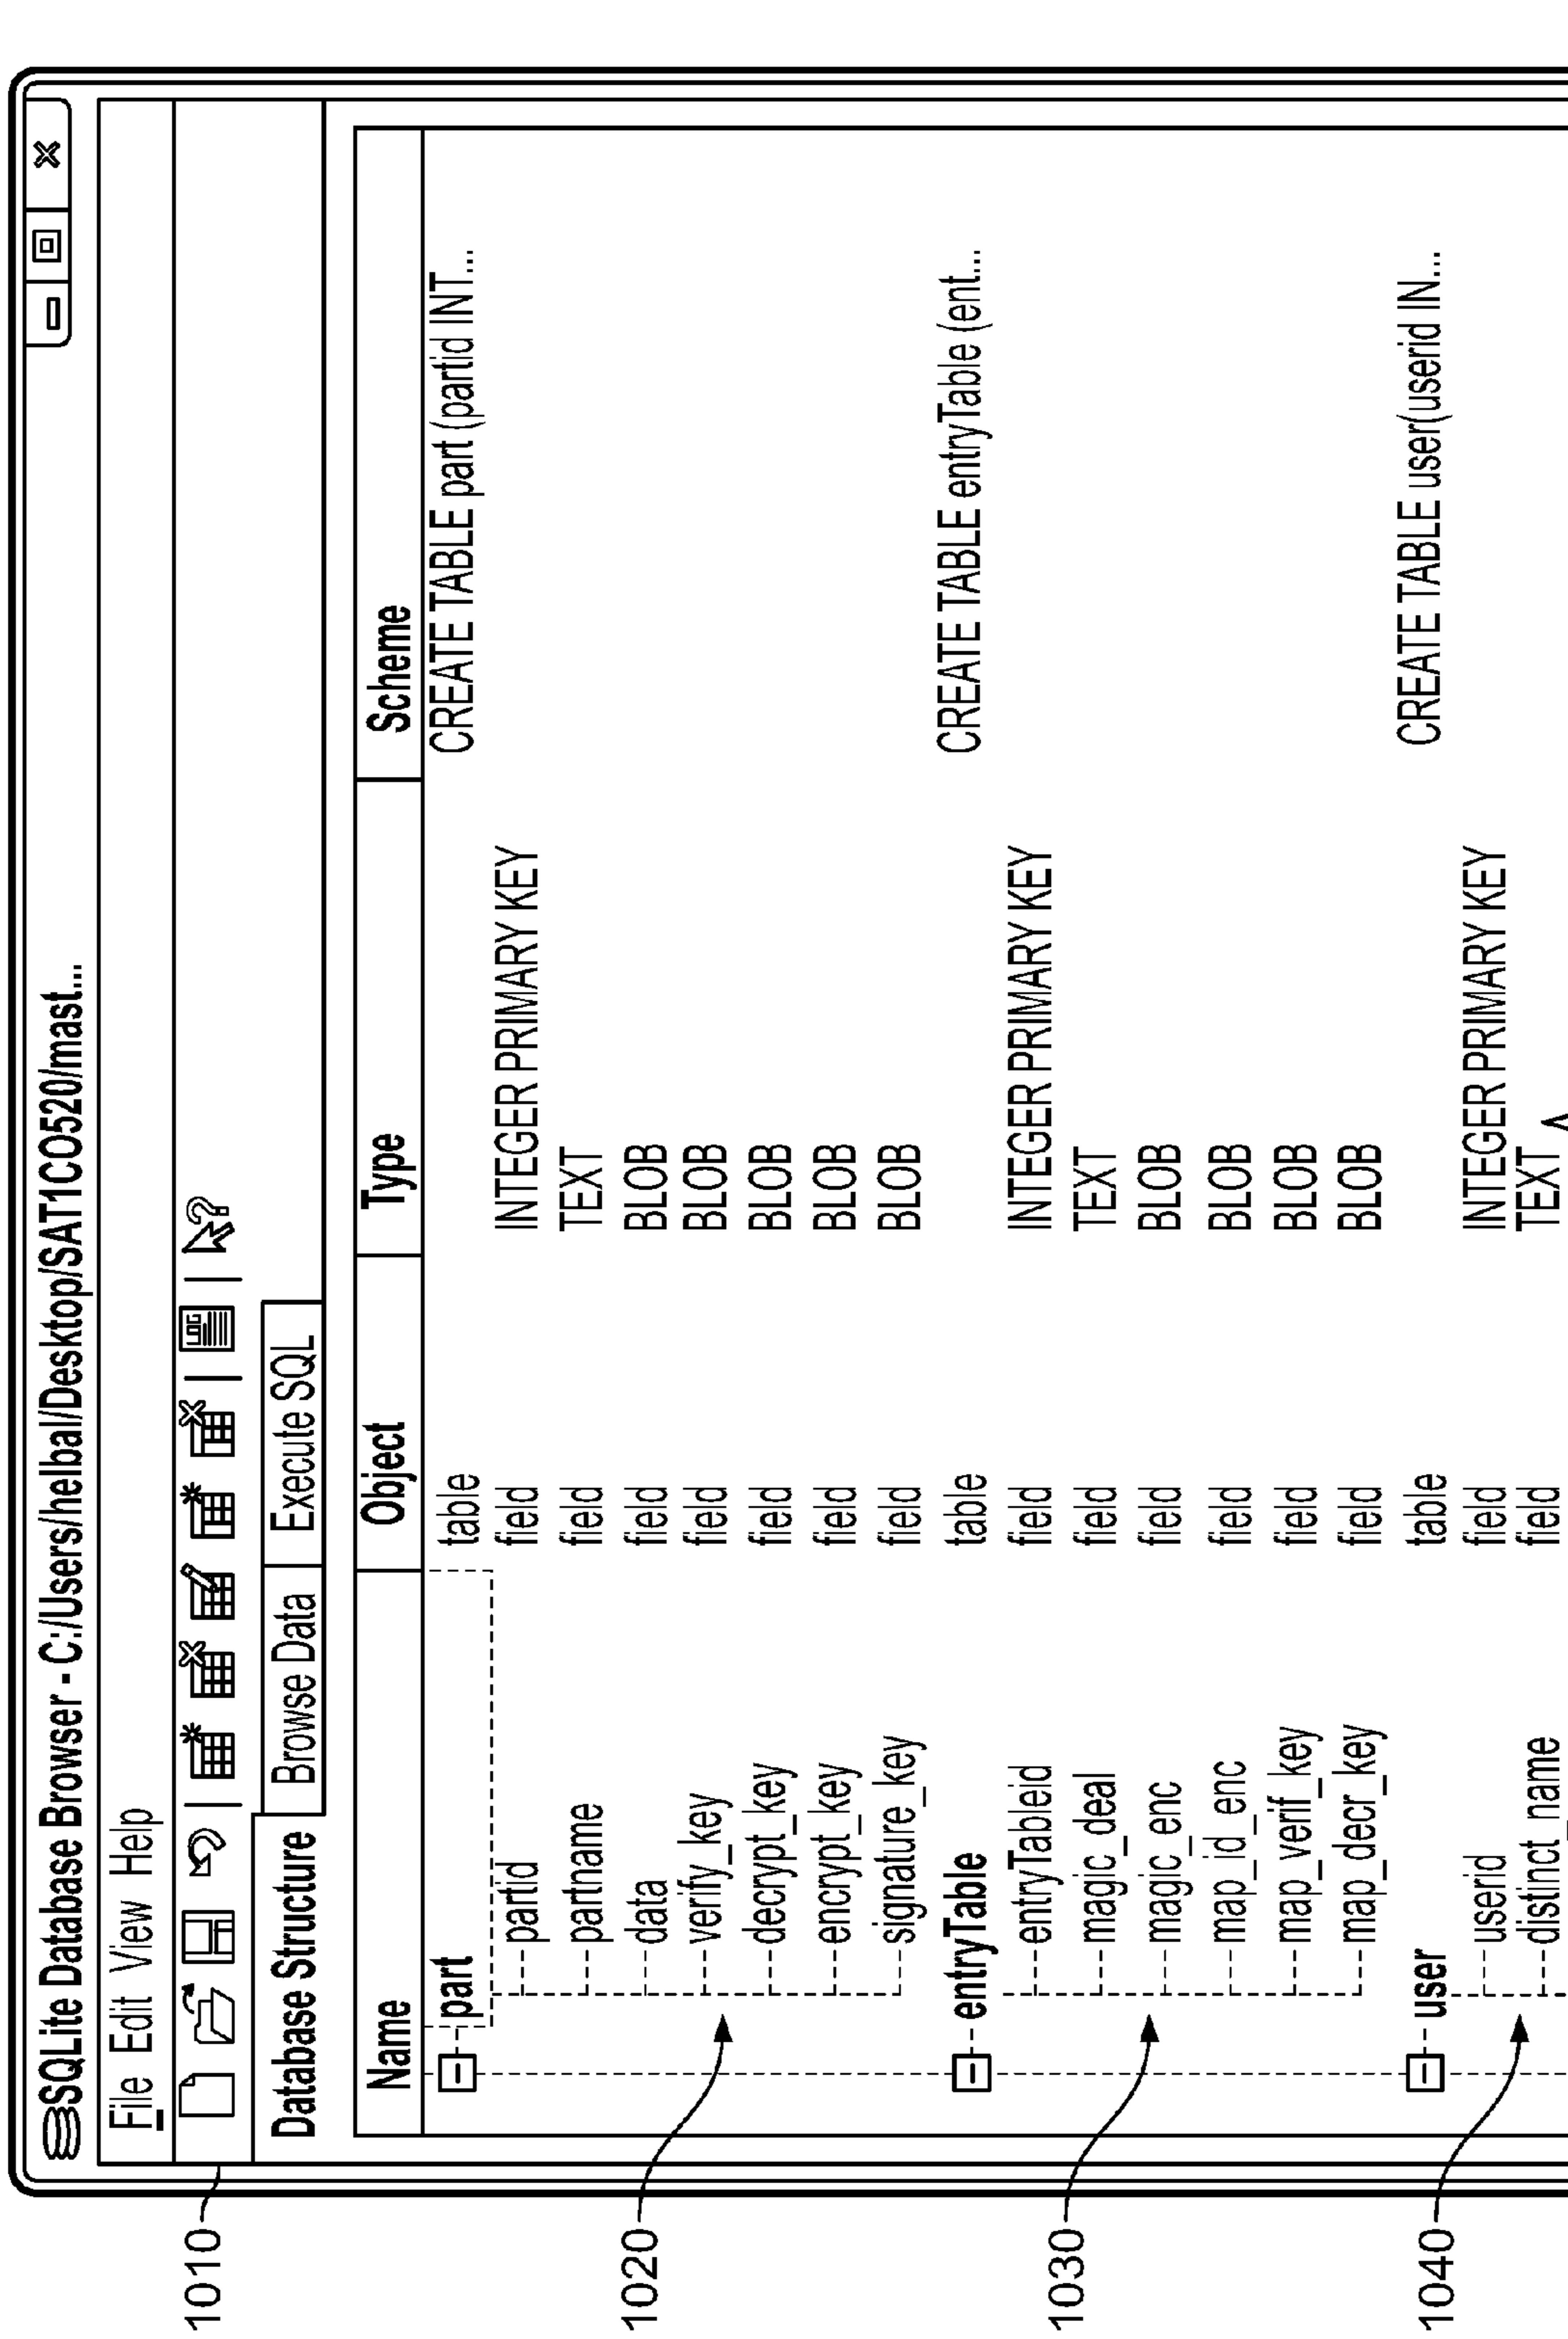 SQLite Database Browser - C:/Users/helbal/Desktop/SAT1CO520/mast...
File Edit View Help
1010
LOG
Database Structure Browse Data Execute SQL
Name Object Type Scheme
part table CREATE TABLE part (partid INT...
partid field INTEGER PRIMARY KEY
partname field TEXT
1020
data field BLOB
verify_key field BLOB
decrypt_key field BLOB
encrypt_key field BLOB
signature_key field BLOB
entryTable table CREATE TABLE entryTable (ent...
entryTableid field INTEGER PRIMARY KEY
1030
magic_deal field TEXT
magic_enc field BLOB
map_id_enc field BLOB
map_verif_key field BLOB
map_decr_key field BLOB
user table CREATE TABLE user(userid IN...
1040
userid field INTEGER PRIMARY KEY
distinct_name field TEXT